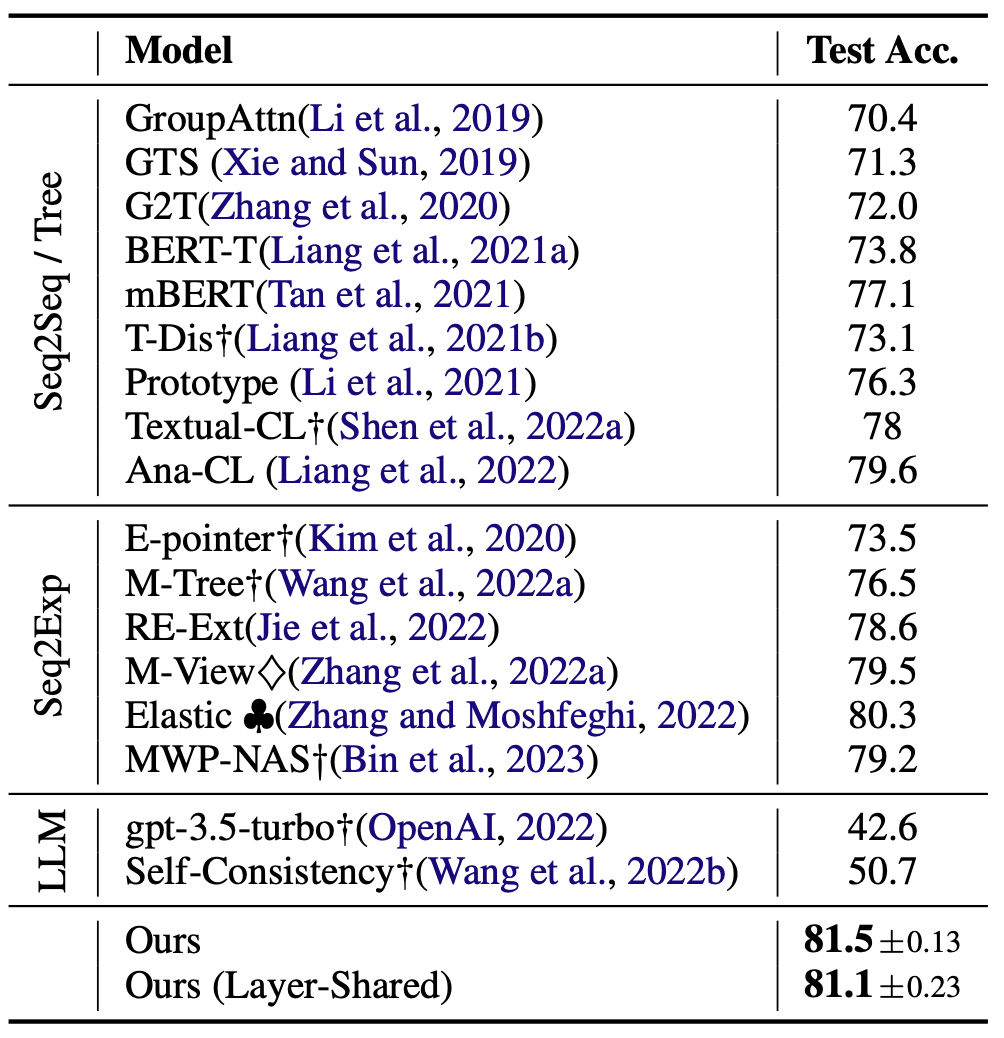 Model Test Acc.
Seq2Seq / Tree
GroupAttn(Li et al., 2019) 70.4
GTS (Xie and Sun, 2019) 71.3
G2T(Zhang et al., 2020) 72.0
BERT-T(Liang et al., 2021a) 73.8
mBERT(Tan et al., 2021) 77.1
T-Dis†(Liang et al., 2021b) 73.1
Prototype (Li et al., 2021) 76.3
Textual-CL†(Shen et al., 2022a) 78
Ana-CL (Liang et al., 2022) 79.6
Seq2Exp
E-pointer†(Kim et al., 2020) 73.5
M-Tree†(Wang et al., 2022a) 76.5
RE-Ext(Jie et al., 2022) 78.6
M-View♢(Zhang et al., 2022a) 79.5
Elastic ♣(Zhang and Moshfeghi, 2022) 80.3
MWP-NAS†(Bin et al., 2023) 79.2
LLM
gpt-3.5-turbo†(OpenAI, 2022) 42.6
Self-Consistency†(Wang et al., 2022b) 50.7
Ours 81.5 ±0.13
Ours (Layer-Shared) 81.1 ±0.23